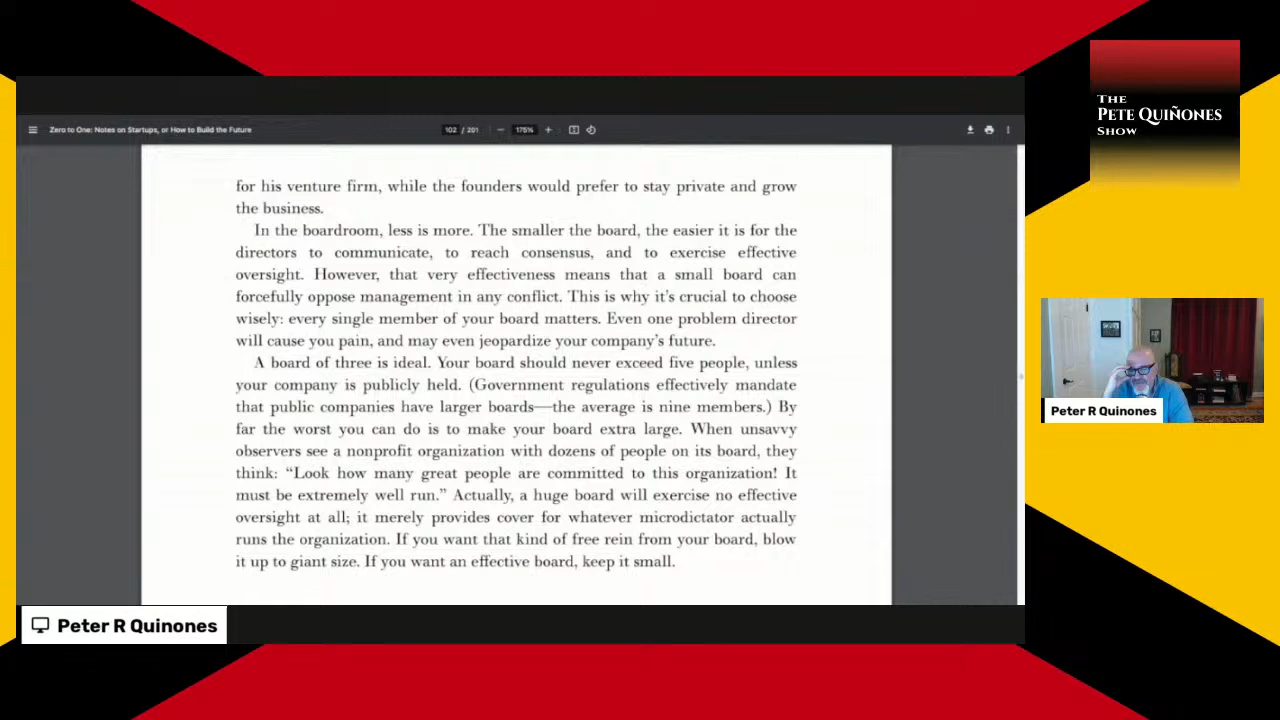 Zero to One: Notes on Startups, or How to Build the Future
102 / 201
175%
for his venture firm, while the founders would prefer to stay private and grow
the business.
In the boardroom, less is more. The smaller the board, the easier it is for the
directors to communicate, to reach consensus, and to exercise effective
oversight. However, that very effectiveness means that a small board can
forcefully oppose management in any conflict. This is why it's crucial to choose
wisely: every single member of your board matters. Even one problem director
will cause you pain, and may even jeopardize your company's future.
A board of three is ideal. Your board should never exceed five people, unless
your company is publicly held. (Government regulations effectively mandate
that public companies have larger boards—the average is nine members.) By
far the worst you can do is to make your board extra large. When unsavvy
observers see a nonprofit organization with dozens of people on its board, they
think: “Look how many great people are committed to this organization! It
must be extremely well run.” Actually, a huge board will exercise no effective
oversight at all; it merely provides cover for whatever microdictator actually
runs the organization. If you want that kind of free rein from your board, blow
it up to giant size. If you want an effective board, keep it small.
Peter R Quinones
THE
PETE QUIÑONES
SHOW
Peter R Quinones